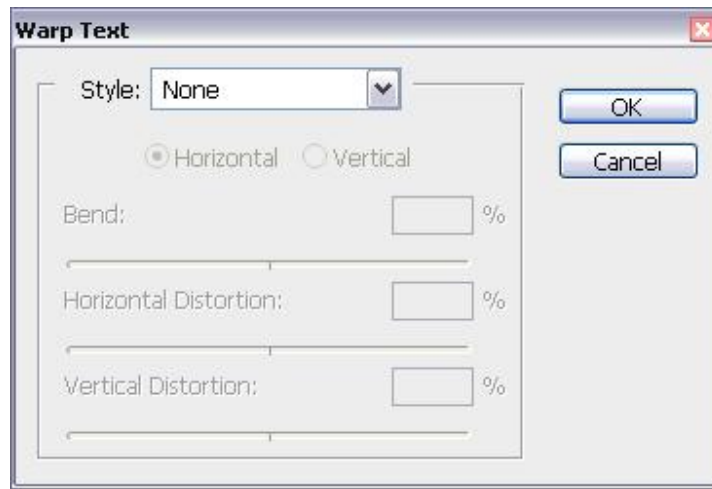 Warp Text
Style: None
OK
Horizontal Vertical
Cancel
Bend: %
Horizontal Distortion: %
Vertical Distortion: %